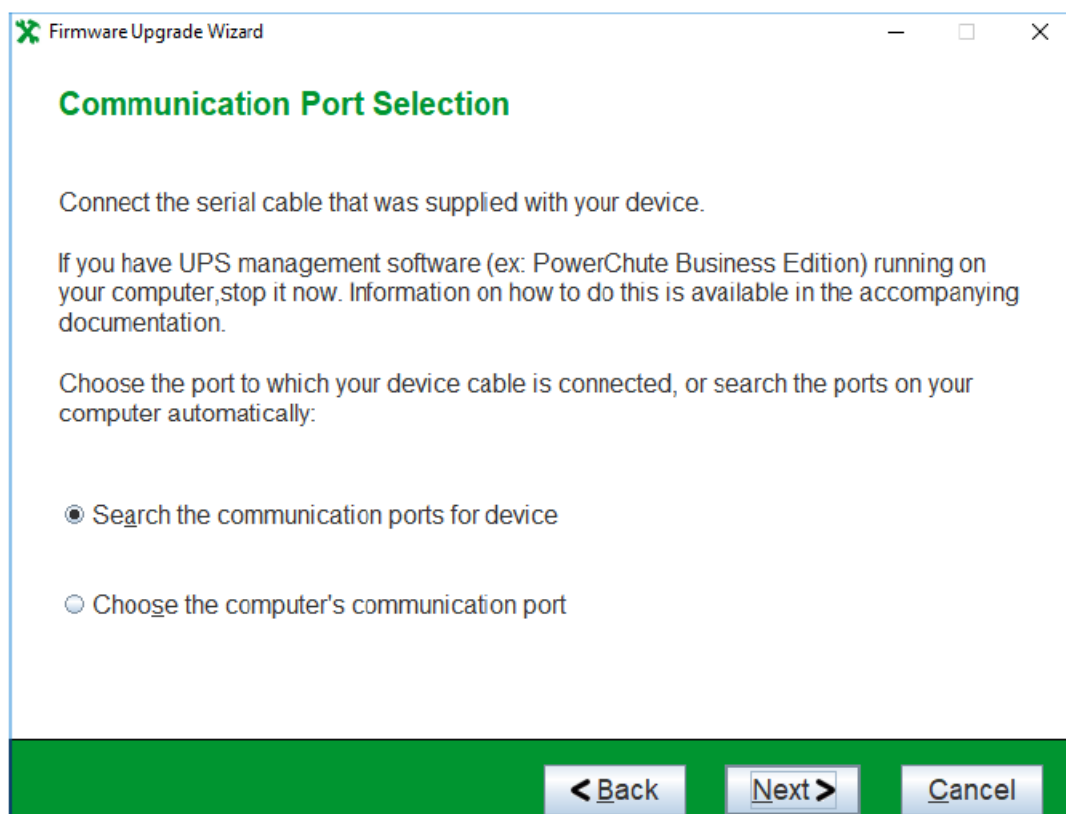 Firmware Upgrade Wizard
Communication Port Selection
Connect the serial cable that was supplied with your device.
If you have UPS management software (ex: PowerChute Business Edition) running on
your computer,stop it now. Information on how to do this is available in the accompanying
documentation.
Choose the port to which your device cable is connected, or search the ports on your
computer automatically:
Search the communication ports for device
Choose the computer's communication port
< Back Next > Cancel